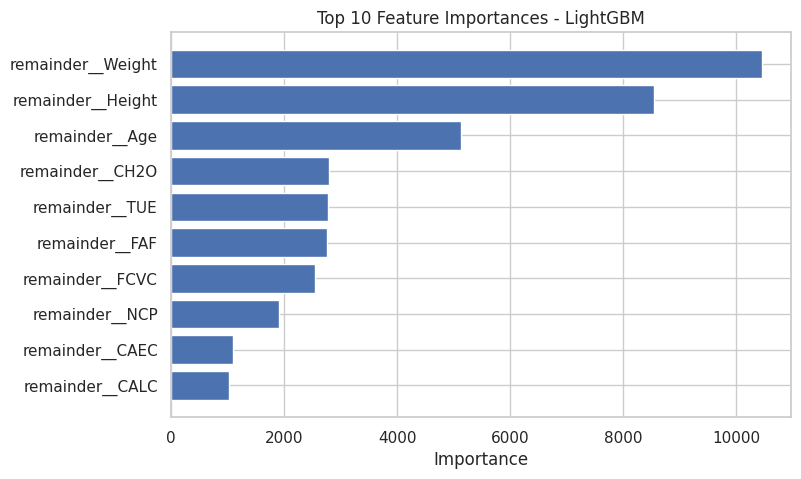 Top 10 Feature Importances - LightGBM
remainder__Weight
remainder__Height
remainder__Age
remainder__CH2O
remainder__TUE
remainder__FAF
remainder__FCVC
remainder__NCP
remainder__CAEC
remainder__CALC
0 2000 4000 6000 8000 10000
Importance